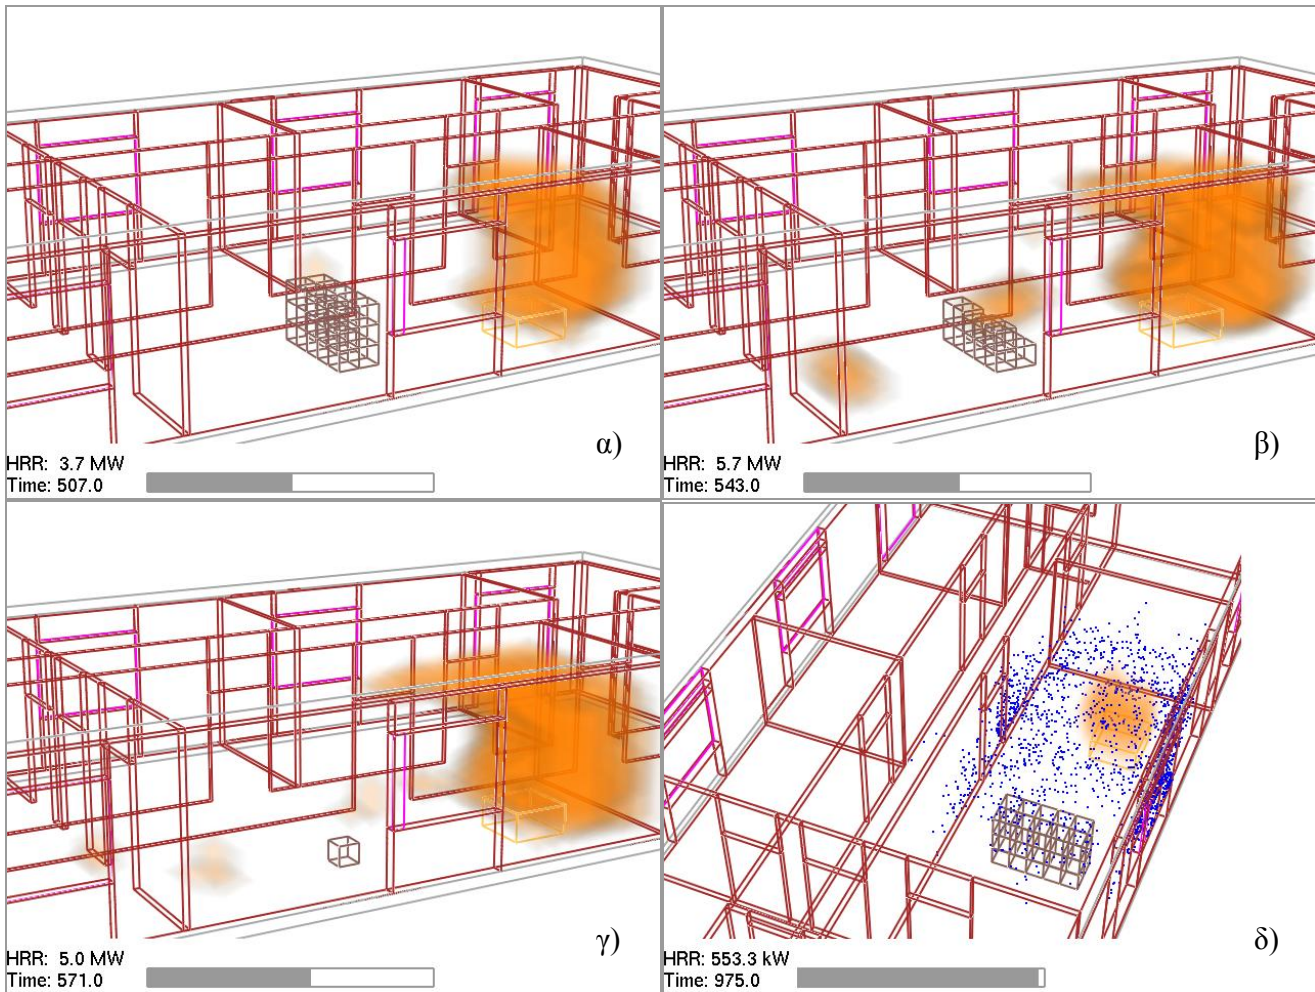 α)
HRR: 3.7 MW
Time: 507.0
β)
HRR: 5.7 MW
Time: 543.0
γ)
HRR: 5.0 MW
Time: 571.0
δ)
HRR: 553.3 kW
Time: 975.0